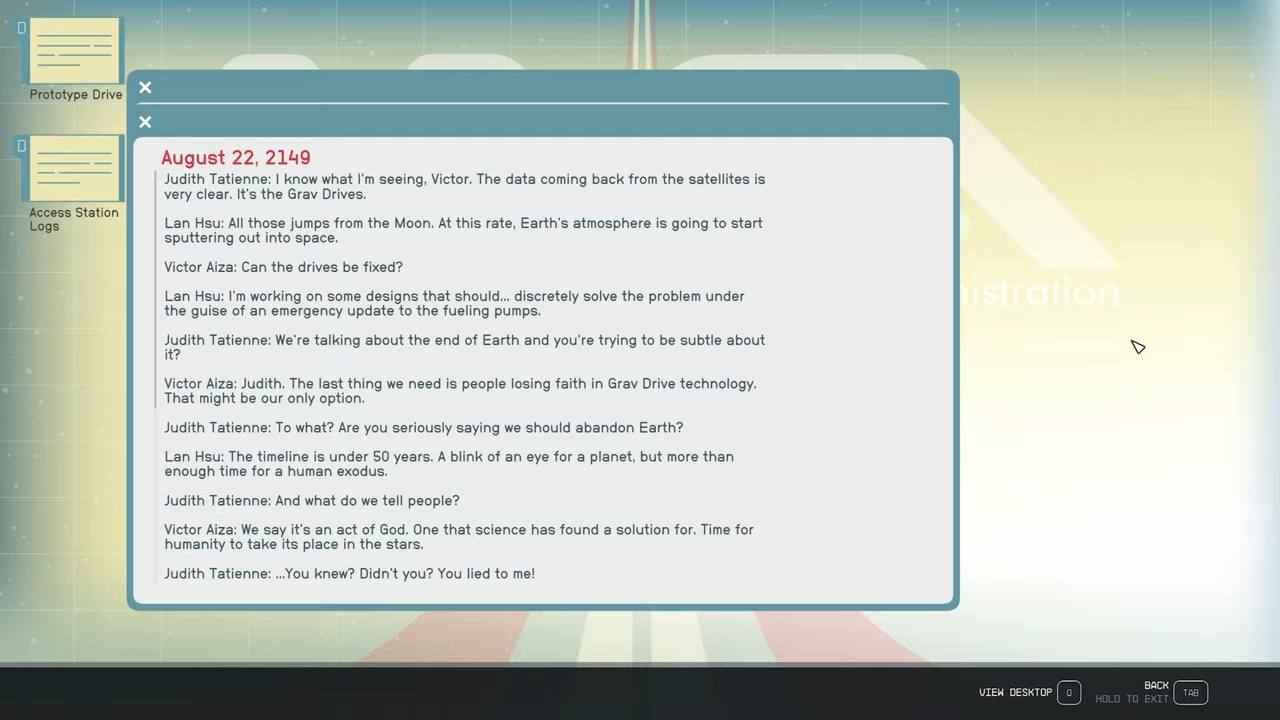 Prototype Drive
Access Station
Logs
August 22, 2149
Judith Tatienne: I know what I'm seeing, Victor. The data coming back from the satellites is
very clear. It's the Grav Drives.
Lan Hsu: All those jumps from the Moon. At this rate, Earth's atmosphere is going to start
sputtering out into space.
Victor Aiza: Can the drives be fixed?
Lan Hsu: I'm working on some designs that should... discretely solve the problem under
the guise of an emergency update to the fueling pumps.
Judith Tatienne: We're talking about the end of Earth and you're trying to be subtle about
it?
Victor Aiza: Judith. The last thing we need is people losing faith in Grav Drive technology.
That might be our only option.
Judith Tatienne: To what? Are you seriously saying we should abandon Earth?
Lan Hsu: The timeline is under 50 years. A blink of an eye for a planet, but more than
enough time for a human exodus.
Judith Tatienne: And what do we tell people?
Victor Aiza: We say it's an act of God. One that science has found a solution for. Time for
humanity to take its place in the stars.
Judith Tatienne: ...You knew? Didn't you? You lied to me!
nistration
VIEW DESKTOP Q
BACK
HOLD TO EXIT TAB